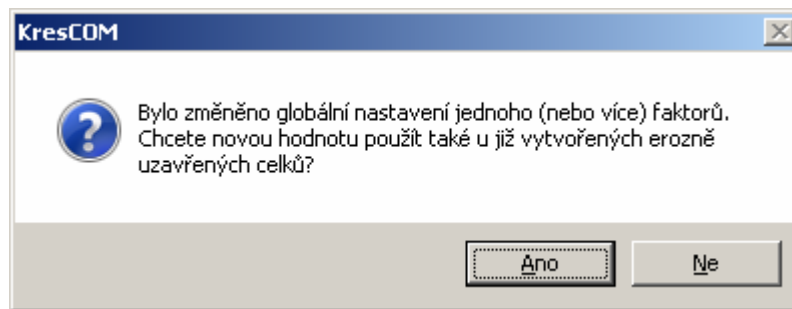 KresCOM
Bylo změněno globální nastavení jednoho (nebo více) faktorů.
Chcete novou hodnotu použít také u již vytvořených erozně
uzavřených celků?
Ano
Ne